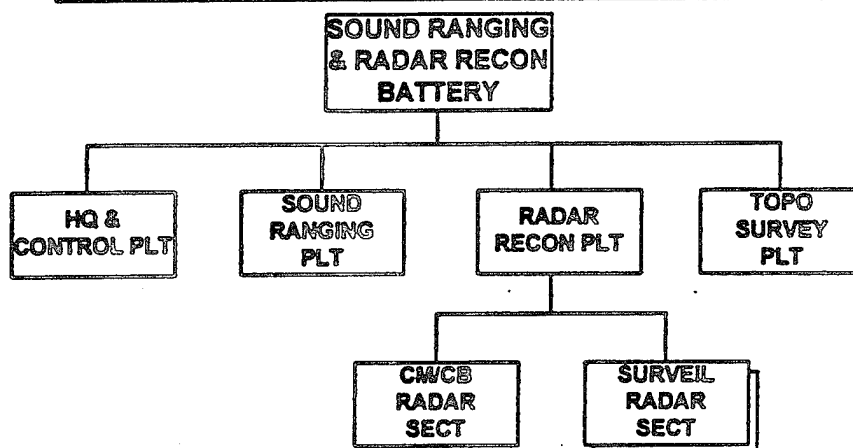 SOUND RANGING
& RADAR RECON
BATTERY
HQ &
CONTROL PLT
SOUND
RANGING
PLT
RADAR
RECON PLT
TOPO
SURVEY
PLT
CM/CB
RADAR
SECT
SURVEIL
RADAR
SECT